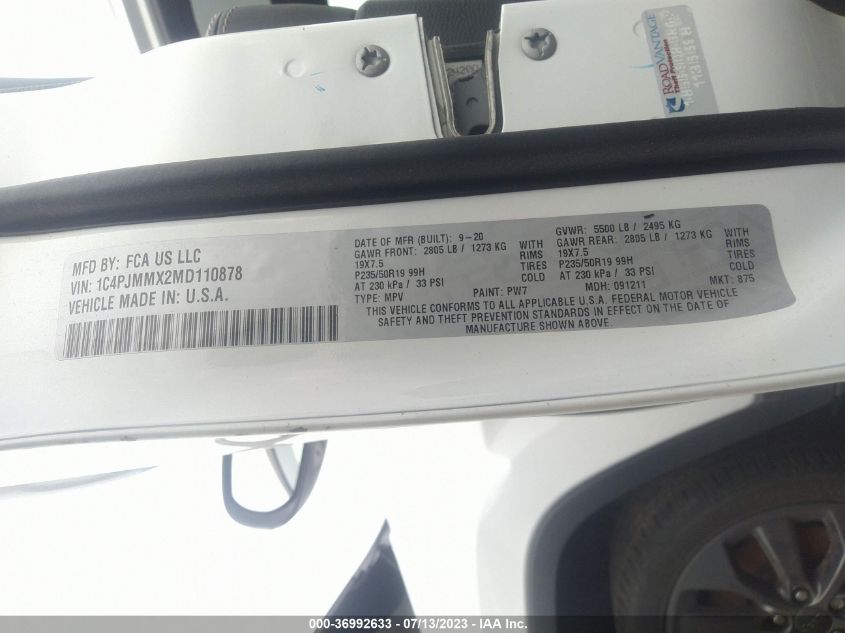 ROADVANTAGE
Theft Protection
MFD BY: FCA US LLC
VIN: 1C4PJMMX2MD110878
VEHICLE MADE IN: U.S.A.
DATE OF MFR (BUILT): 9-20 GVWR: 5500 LB / 2495 KG
GAWR FRONT: 2805 LB / 1273 KG WITH GAWR REAR: 2805 LB / 1273 KG WITH
19X7.5 RIMS 19X7.5 RIMS
P235/50R19 99H TIRES P235/50R19 99H TIRES
AT 230 kPa / 33 PSI COLD AT 230 kPa / 33 PSI COLD
TYPE: MPV PAINT: PW7 MDH: 091211 MKT: 875
THIS VEHICLE CONFORMS TO ALL APPLICABLE U.S.A. FEDERAL MOTOR VEHICLE
SAFETY AND THEFT PREVENTION STANDARDS IN EFFECT ON THE DATE OF
MANUFACTURE SHOWN ABOVE.
000-36992633 - 07/13/2023 - IAAI.com